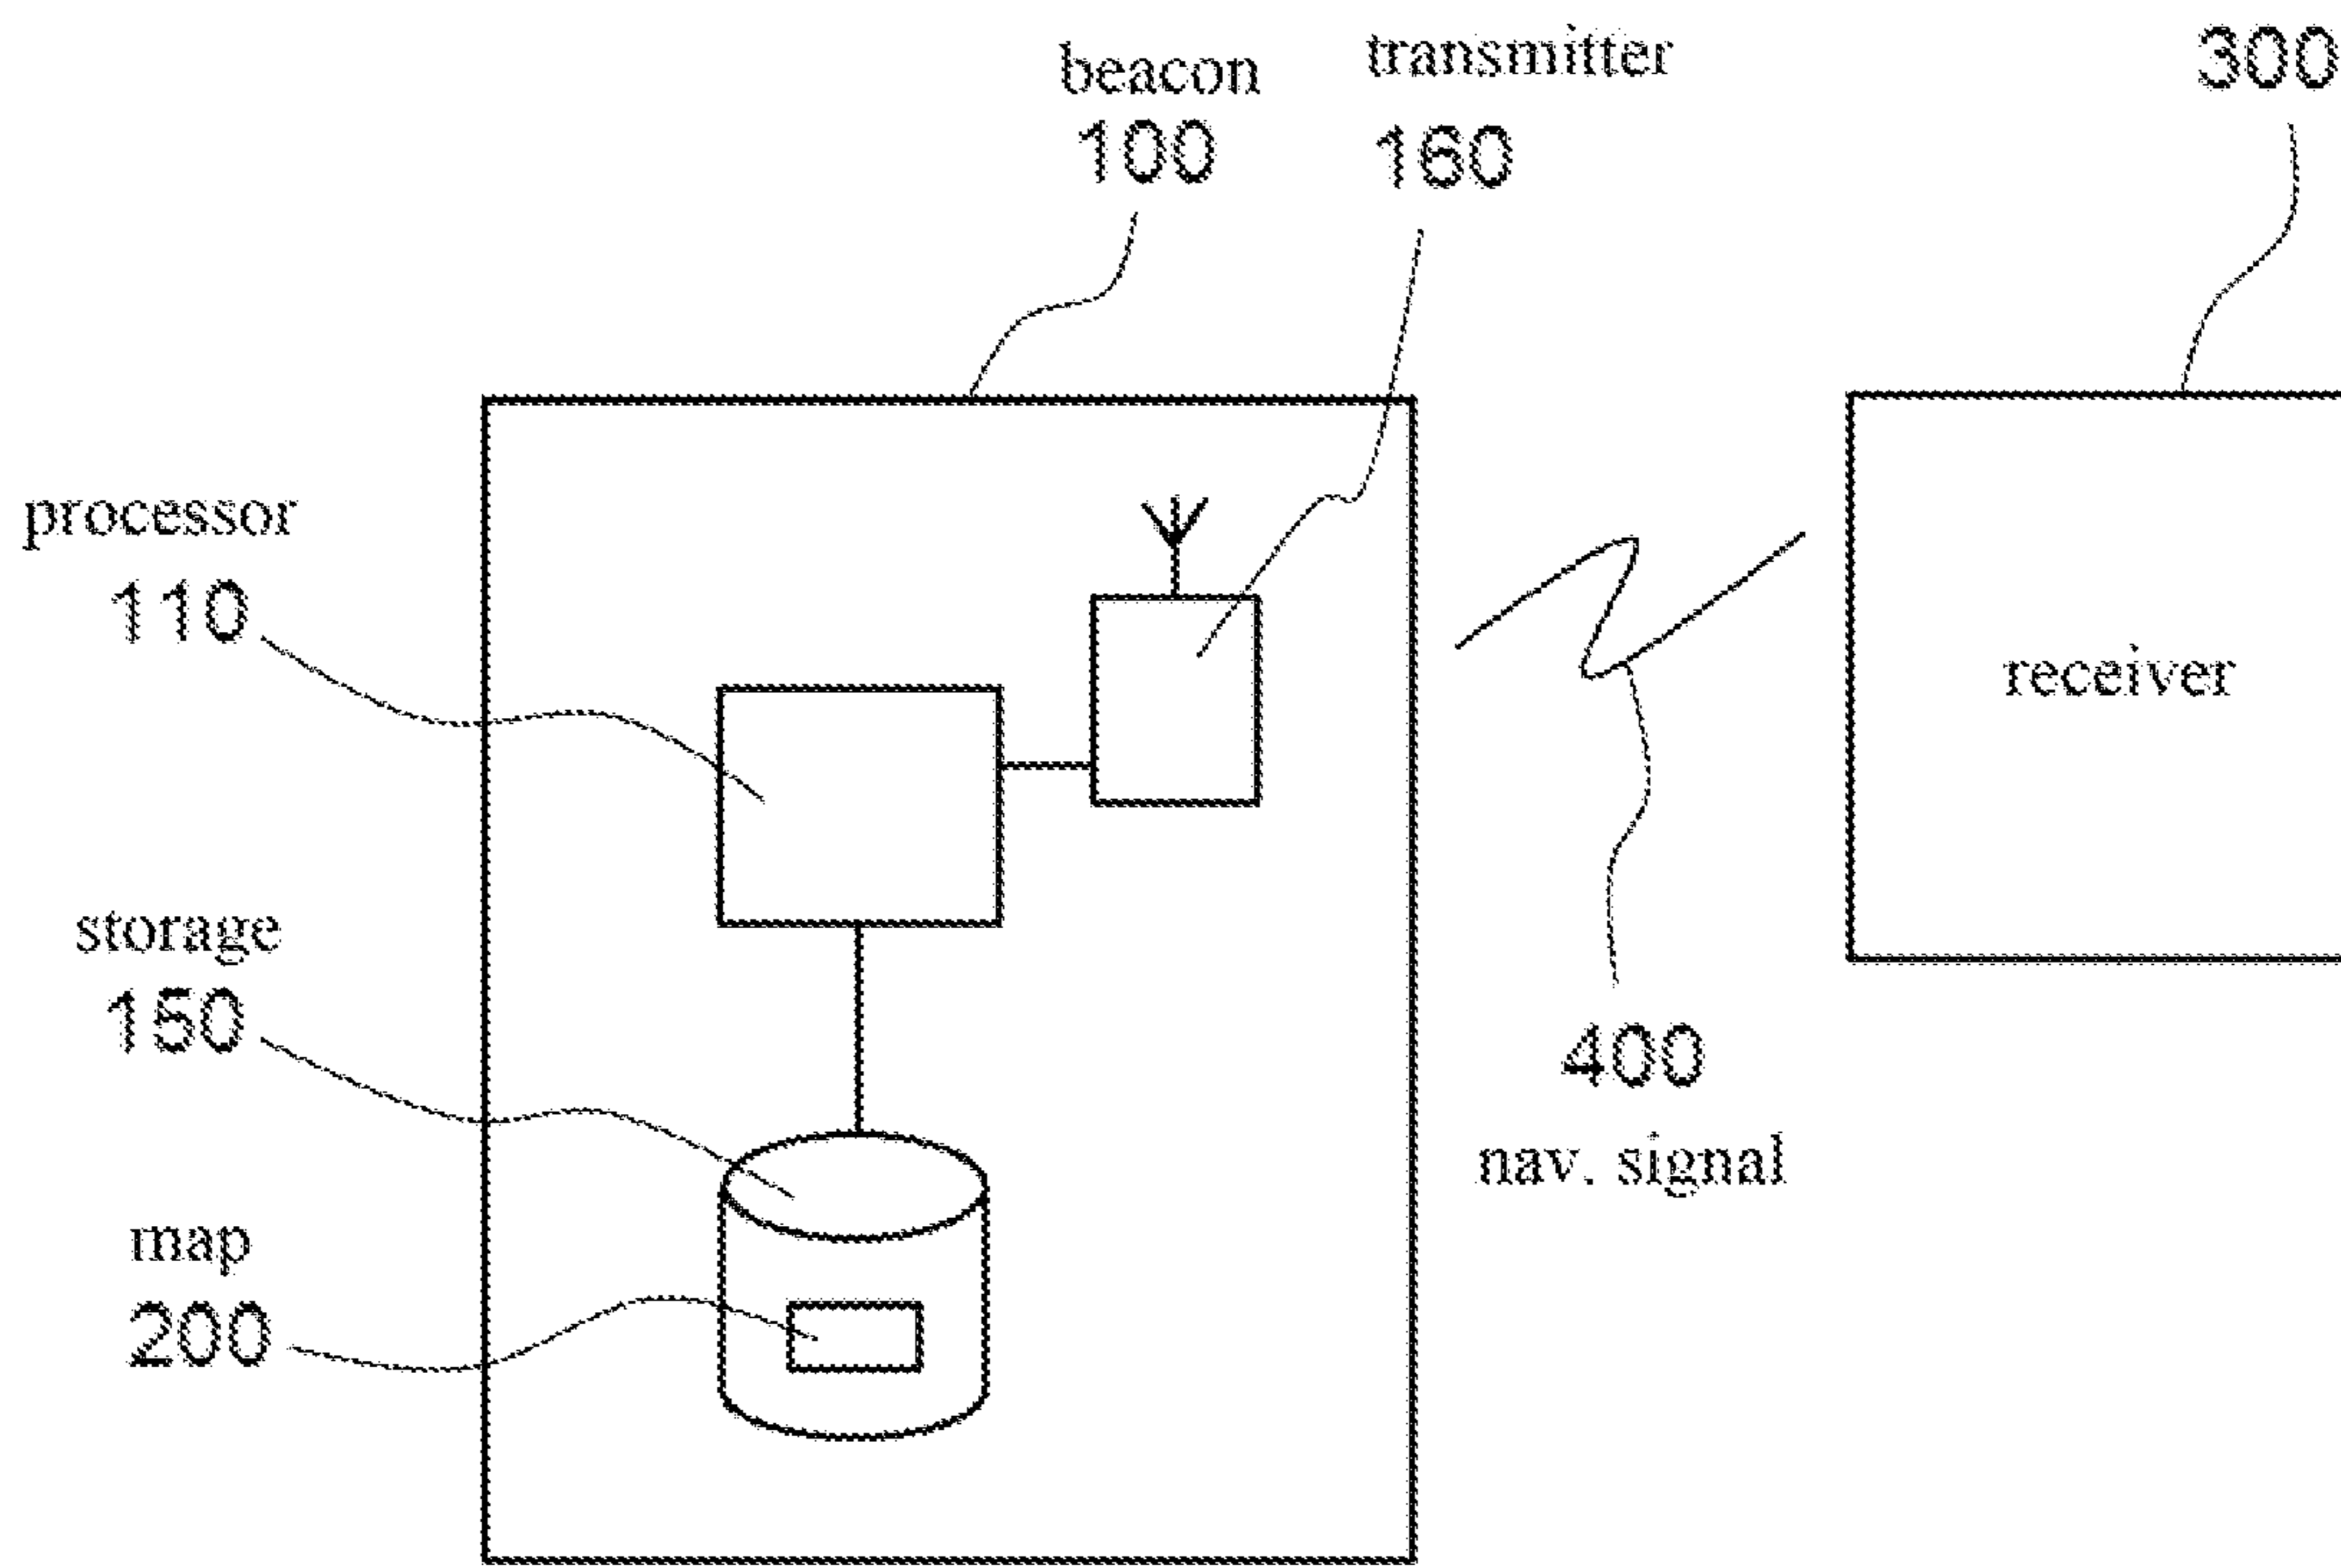 beacon
100
transmitter
160
300
processor
110
receiver
storage
150
400
nav. signal
map
200